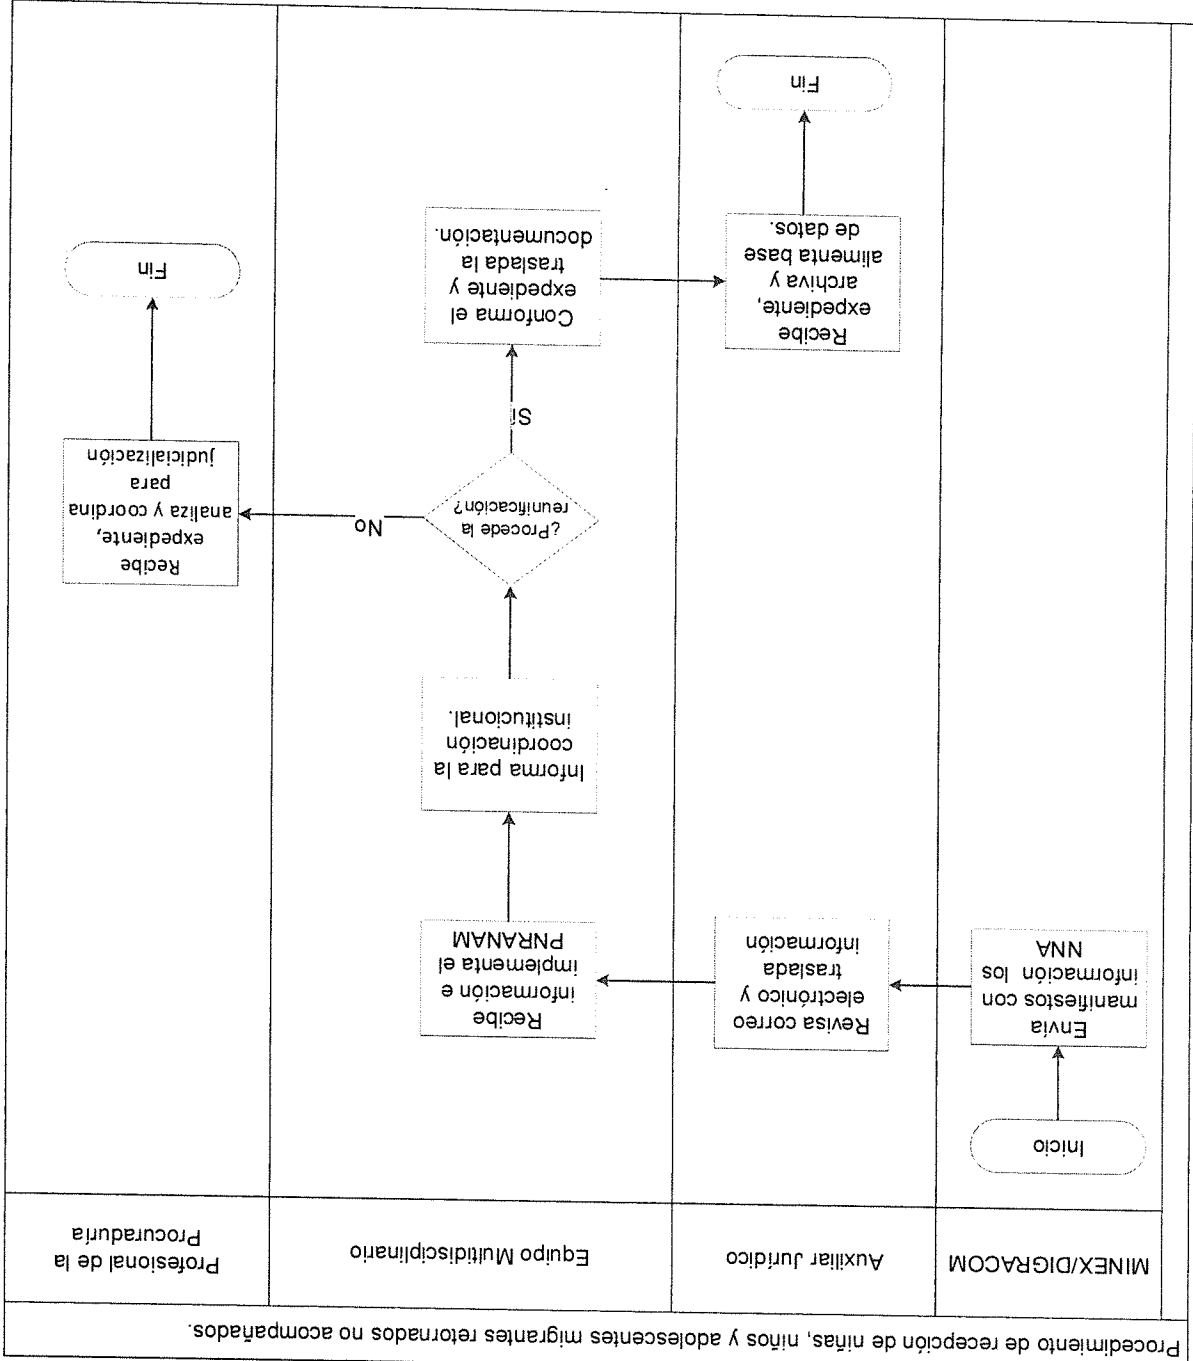 Procedimiento de recepción de niñas, niños y adolescentes migrantes retornados no acompañados.
MINEX/DIGRACOM
Auxiliar Jurídico
Equipo Multidisciplinario
Profesional de la
Procuraduría
Inicio
Envía
manifiestos con
información los
NNA
Revisa correo
electrónico y
traslada
información
Recibe
información e
implementa el
PNRANAM
Informa para la
coordinación
institucional.
¿Procede la
reunificación?
No
Sí
Recibe
expediente,
analiza y coordina
para
judicialización
Fin
Conforma el
expediente y
traslada la
documentación.
Recibe
expediente,
archiva y
alimenta base
de datos.
Fin